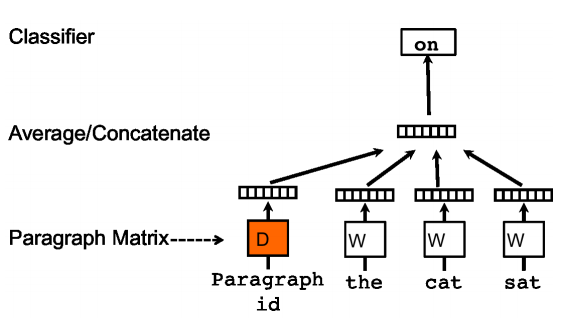 Classifier
on
Average/Concatenate
Paragraph Matrix
D
W
W
W
Paragraph
id
the
cat
sat